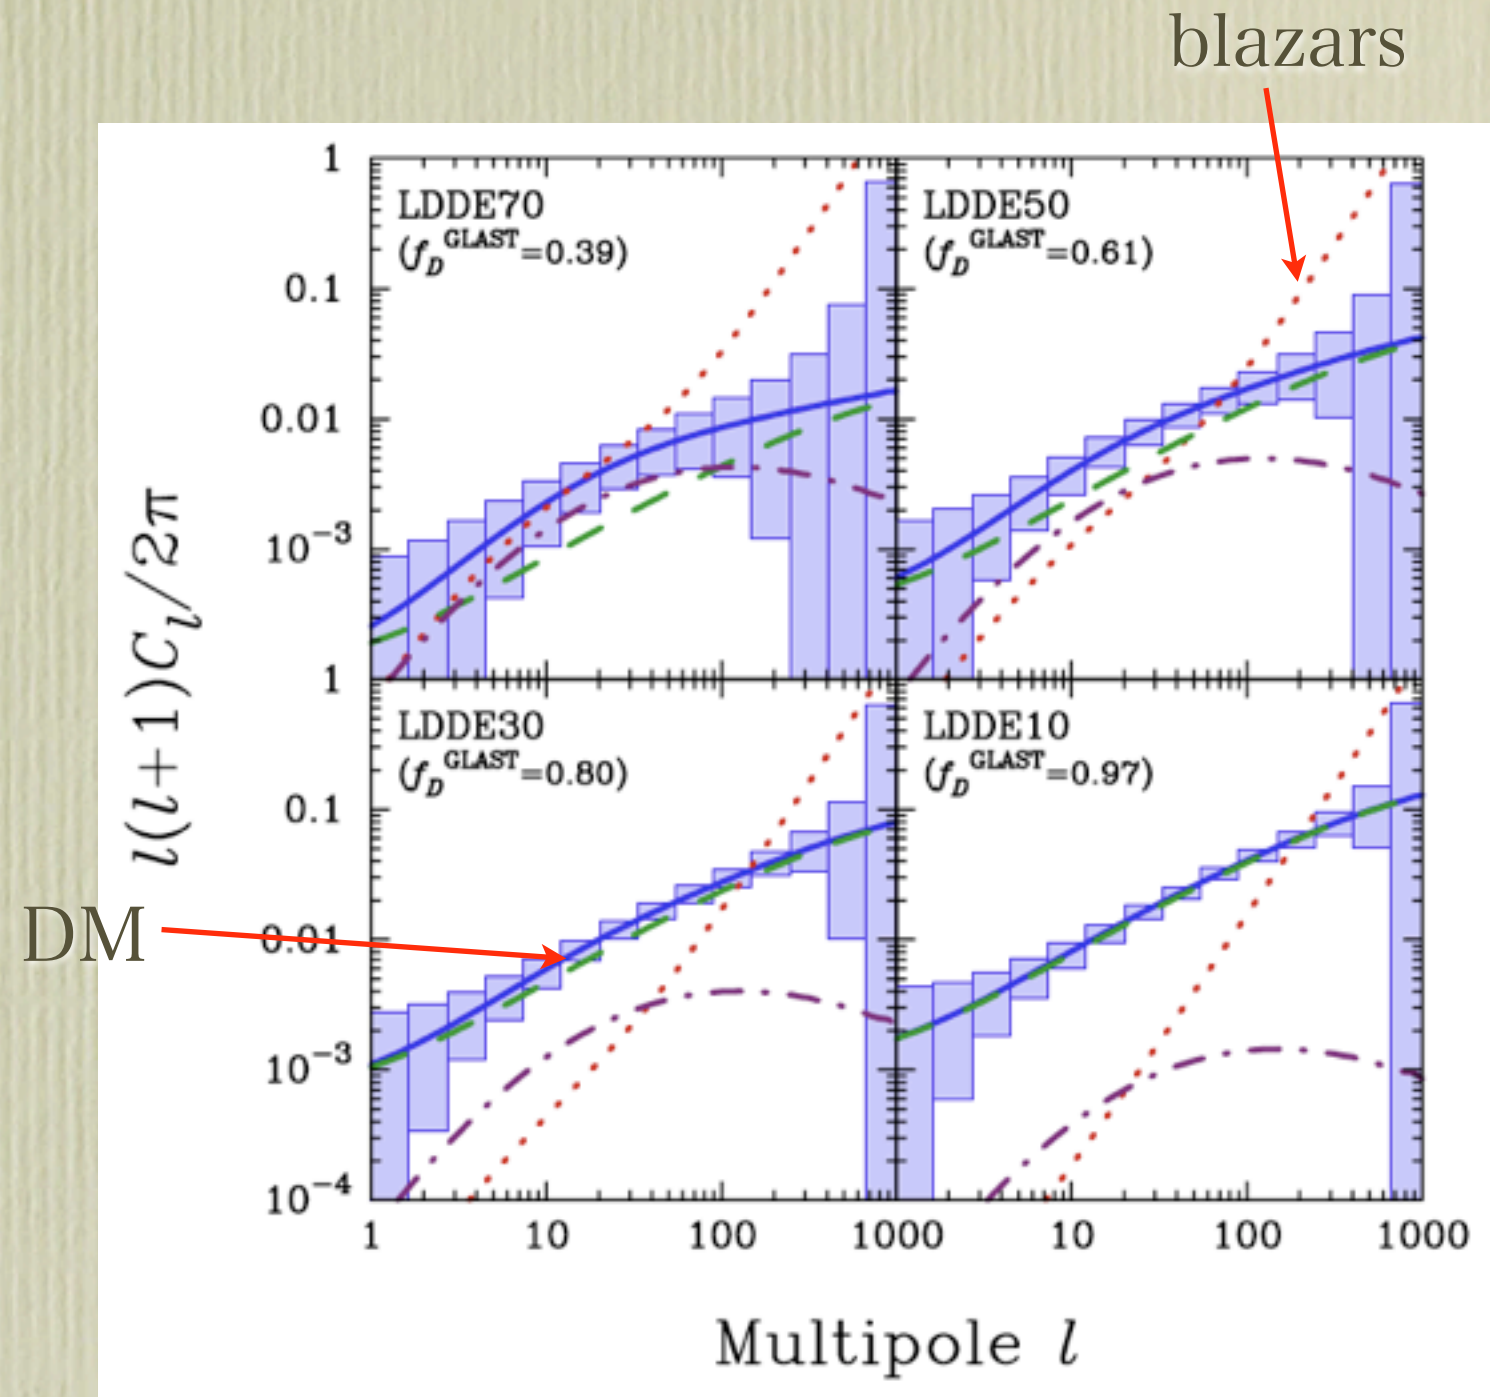 blazars
1
LDDE70
(f_D^GLAST=0.39)
LDDE50
(f_D^GLAST=0.61)
0.1
0.01
10⁻³
1
LDDE30
(f_D^GLAST=0.80)
LDDE10
(f_D^GLAST=0.97)
0.1
l(l+1)C_l/2π
DM
0.01
10⁻³
10⁻⁴
1 10 100 1000 10 100 1000
Multipole l